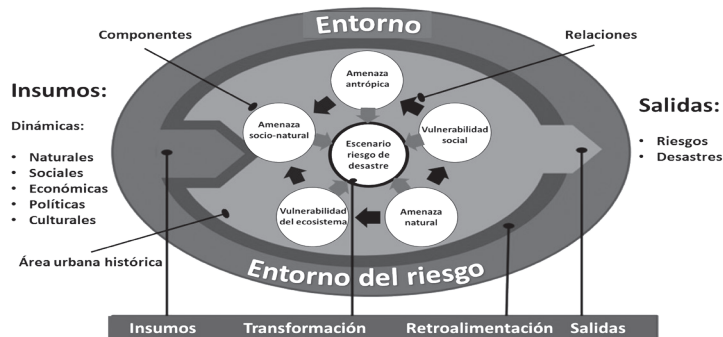 Entorno
Componentes
Relaciones
Insumos:
Dinámicas:
• Naturales
• Sociales
• Económicas
• Políticas
• Culturales
Amenaza
antrópica
Amenaza
socio-natural
Vulnerabilidad
social
Escenario
riesgo de
desastre
Vulnerabilidad
del ecosistema
Amenaza
natural
Salidas:
• Riesgos
• Desastres
Área urbana histórica
Entorno del riesgo
Insumos Transformación Retroalimentación Salidas